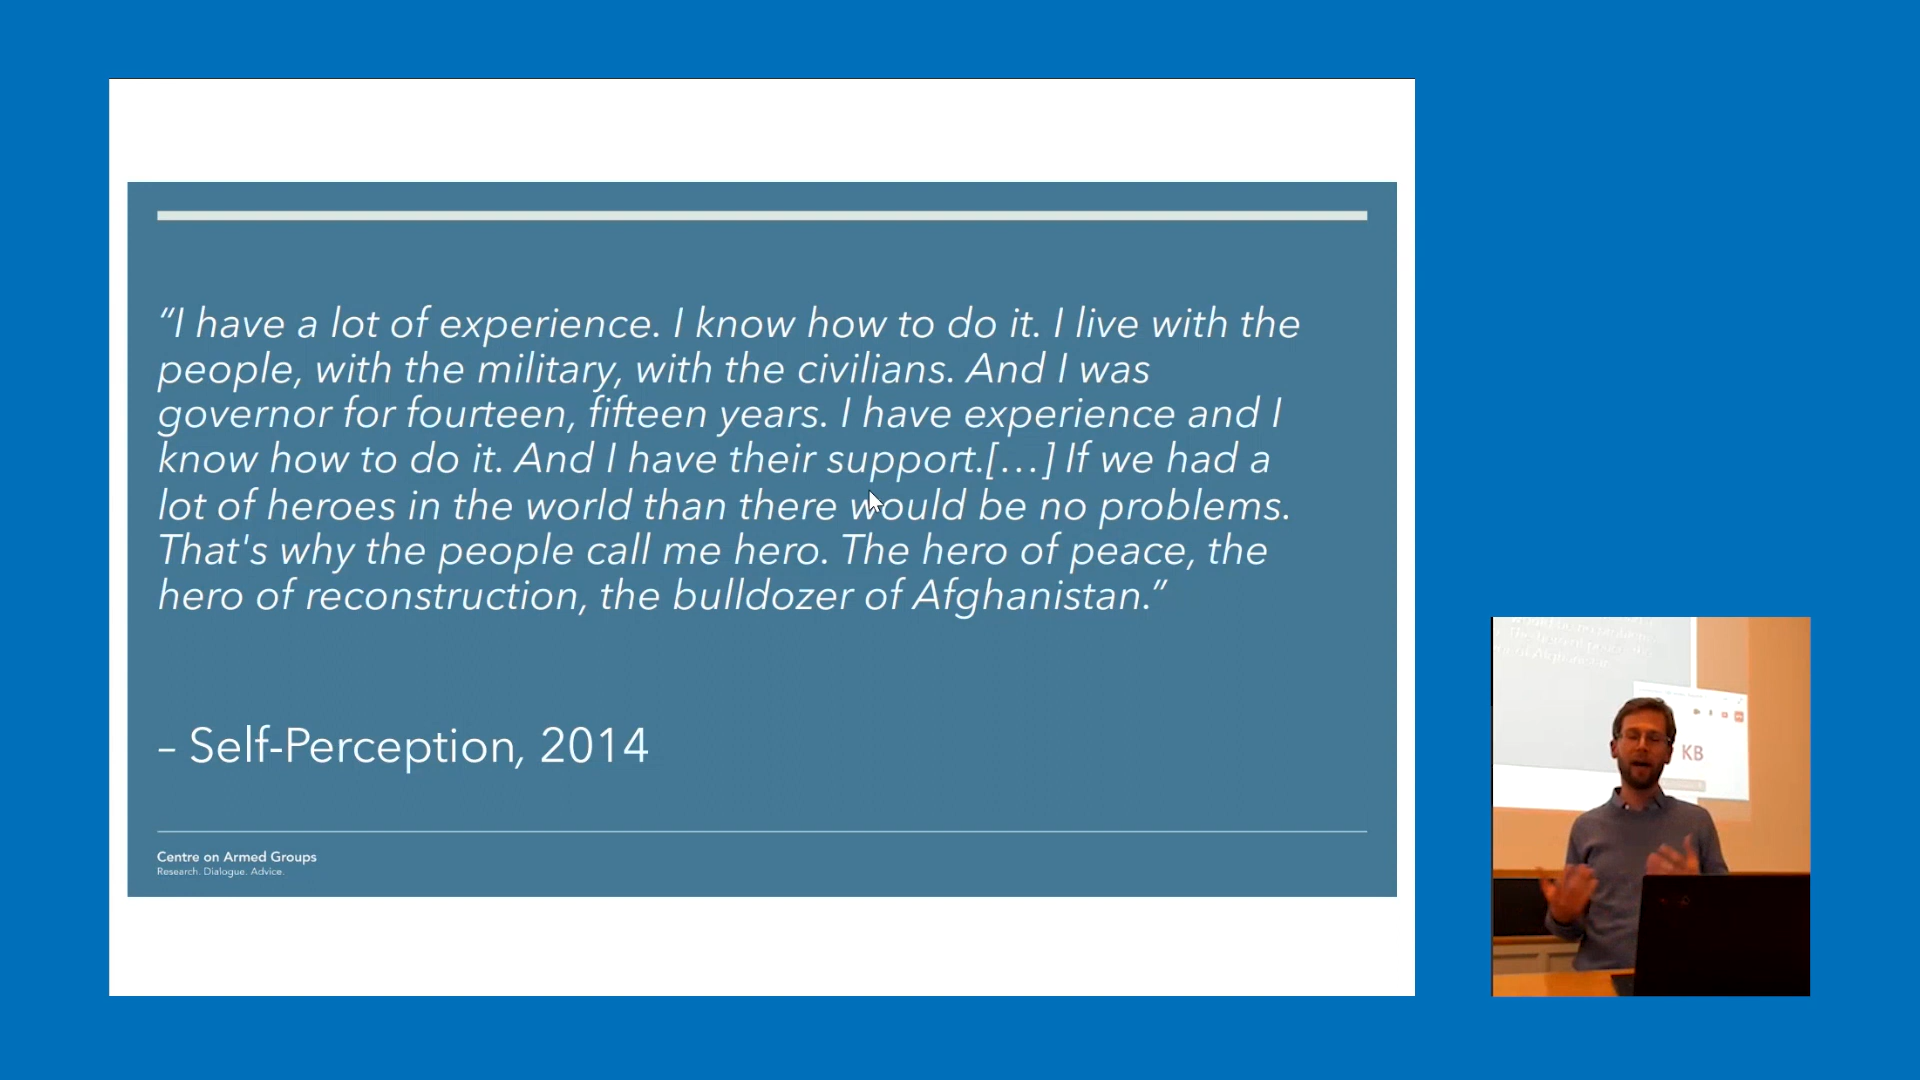 “I have a lot of experience. I know how to do it. I live with the
people, with the military, with the civilians. And I was
governor for fourteen, fifteen years. I have experience and I
know how to do it. And I have their support.[…] If we had a
lot of heroes in the world than there would be no problems.
That's why the people call me hero. The hero of peace, the
hero of reconstruction, the bulldozer of Afghanistan.”
– Self-Perception, 2014
Centre on Armed Groups
Research. Dialogue. Advice.
KB